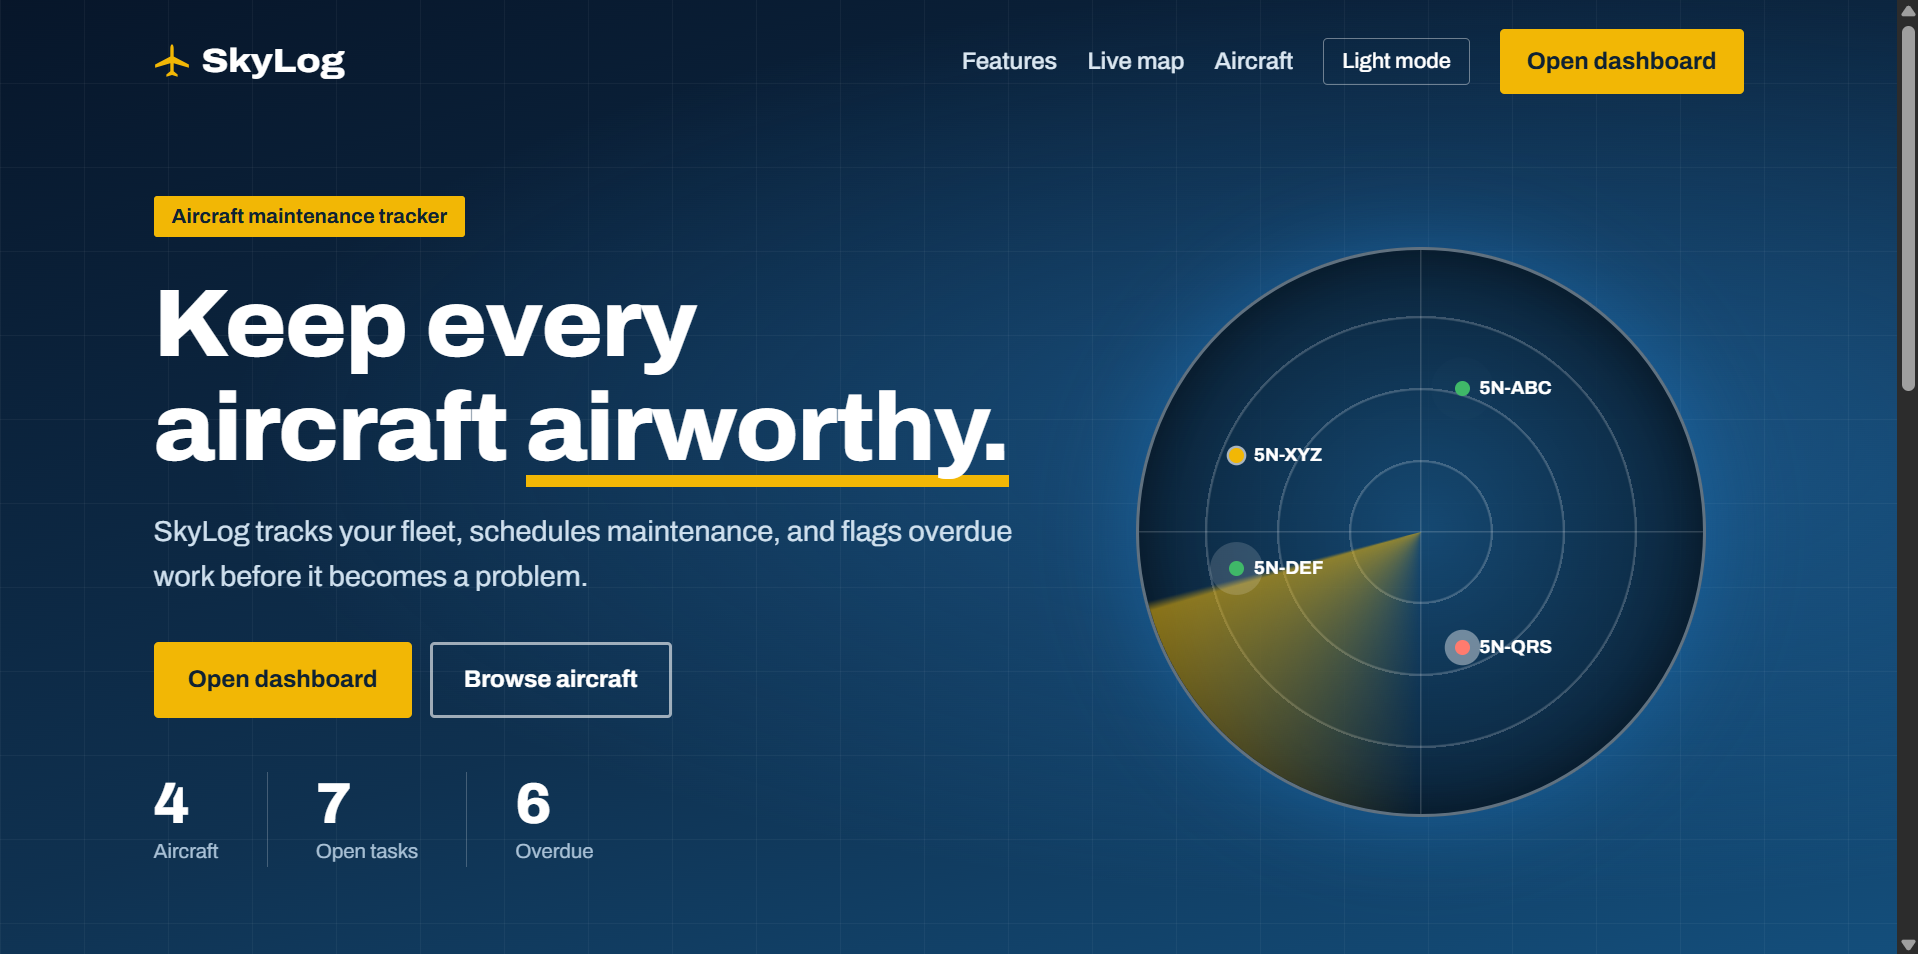 SkyLog
Features
Live map
Aircraft
Light mode
Open dashboard
Aircraft maintenance tracker
Keep every
aircraft airworthy.
SkyLog tracks your fleet, schedules maintenance, and flags overdue
work before it becomes a problem.
Open dashboard
Browse aircraft
4
Aircraft
7
Open tasks
6
Overdue
5N-ABC
5N-XYZ
5N-DEF
5N-QRS